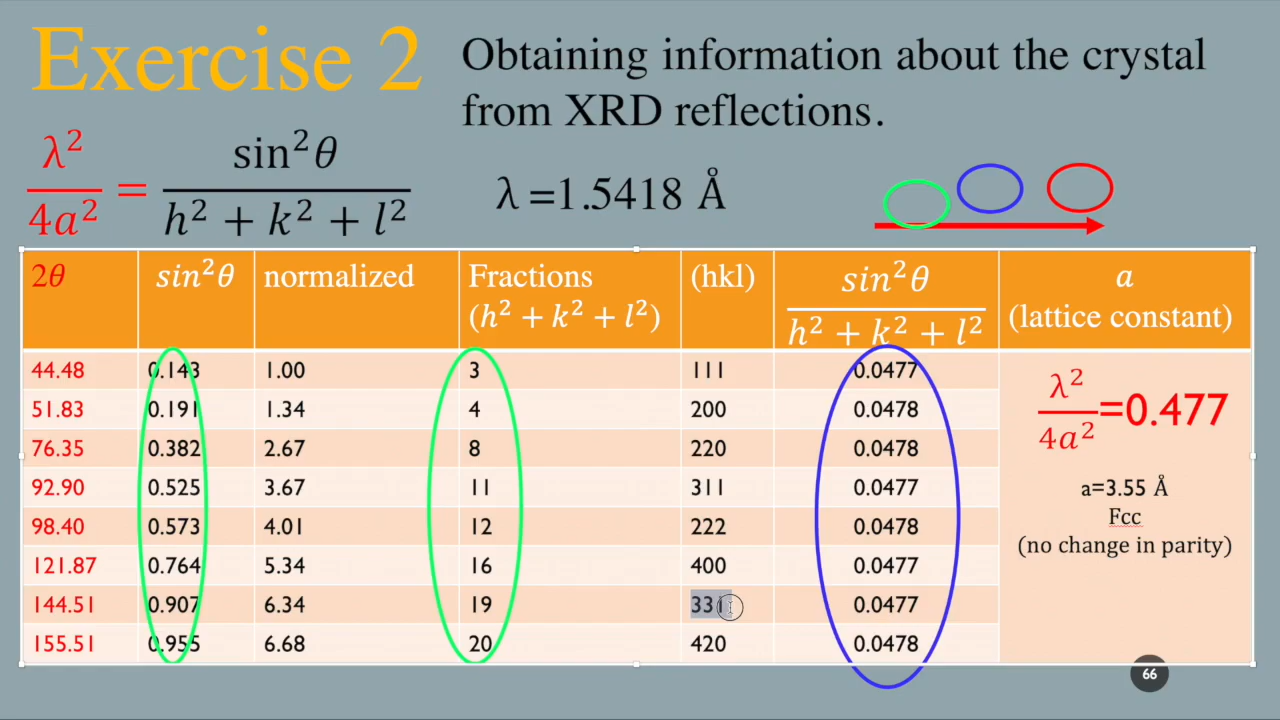 Exercise 2
Obtaining information about the crystal
from XRD reflections.
λ²/4a² = sin²θ/(h² + k² + l²)
λ =1.5418 Å
2θ sin²θ normalized Fractions (h² + k² + l²) (hkl) sin²θ/(h² + k² + l²) a (lattice constant)
44.48 0.143 1.00 3 111 0.0477
51.83 0.191 1.34 4 200 0.0478
76.35 0.382 2.67 8 220 0.0478
92.90 0.525 3.67 11 311 0.0477
98.40 0.573 4.01 12 222 0.0478
121.87 0.764 5.34 16 400 0.0477
144.51 0.907 6.34 19 331 0.0477
155.51 0.955 6.68 20 420 0.0478
λ²/4a² =0.477
a=3.55 Å
Fcc
(no change in parity)
66